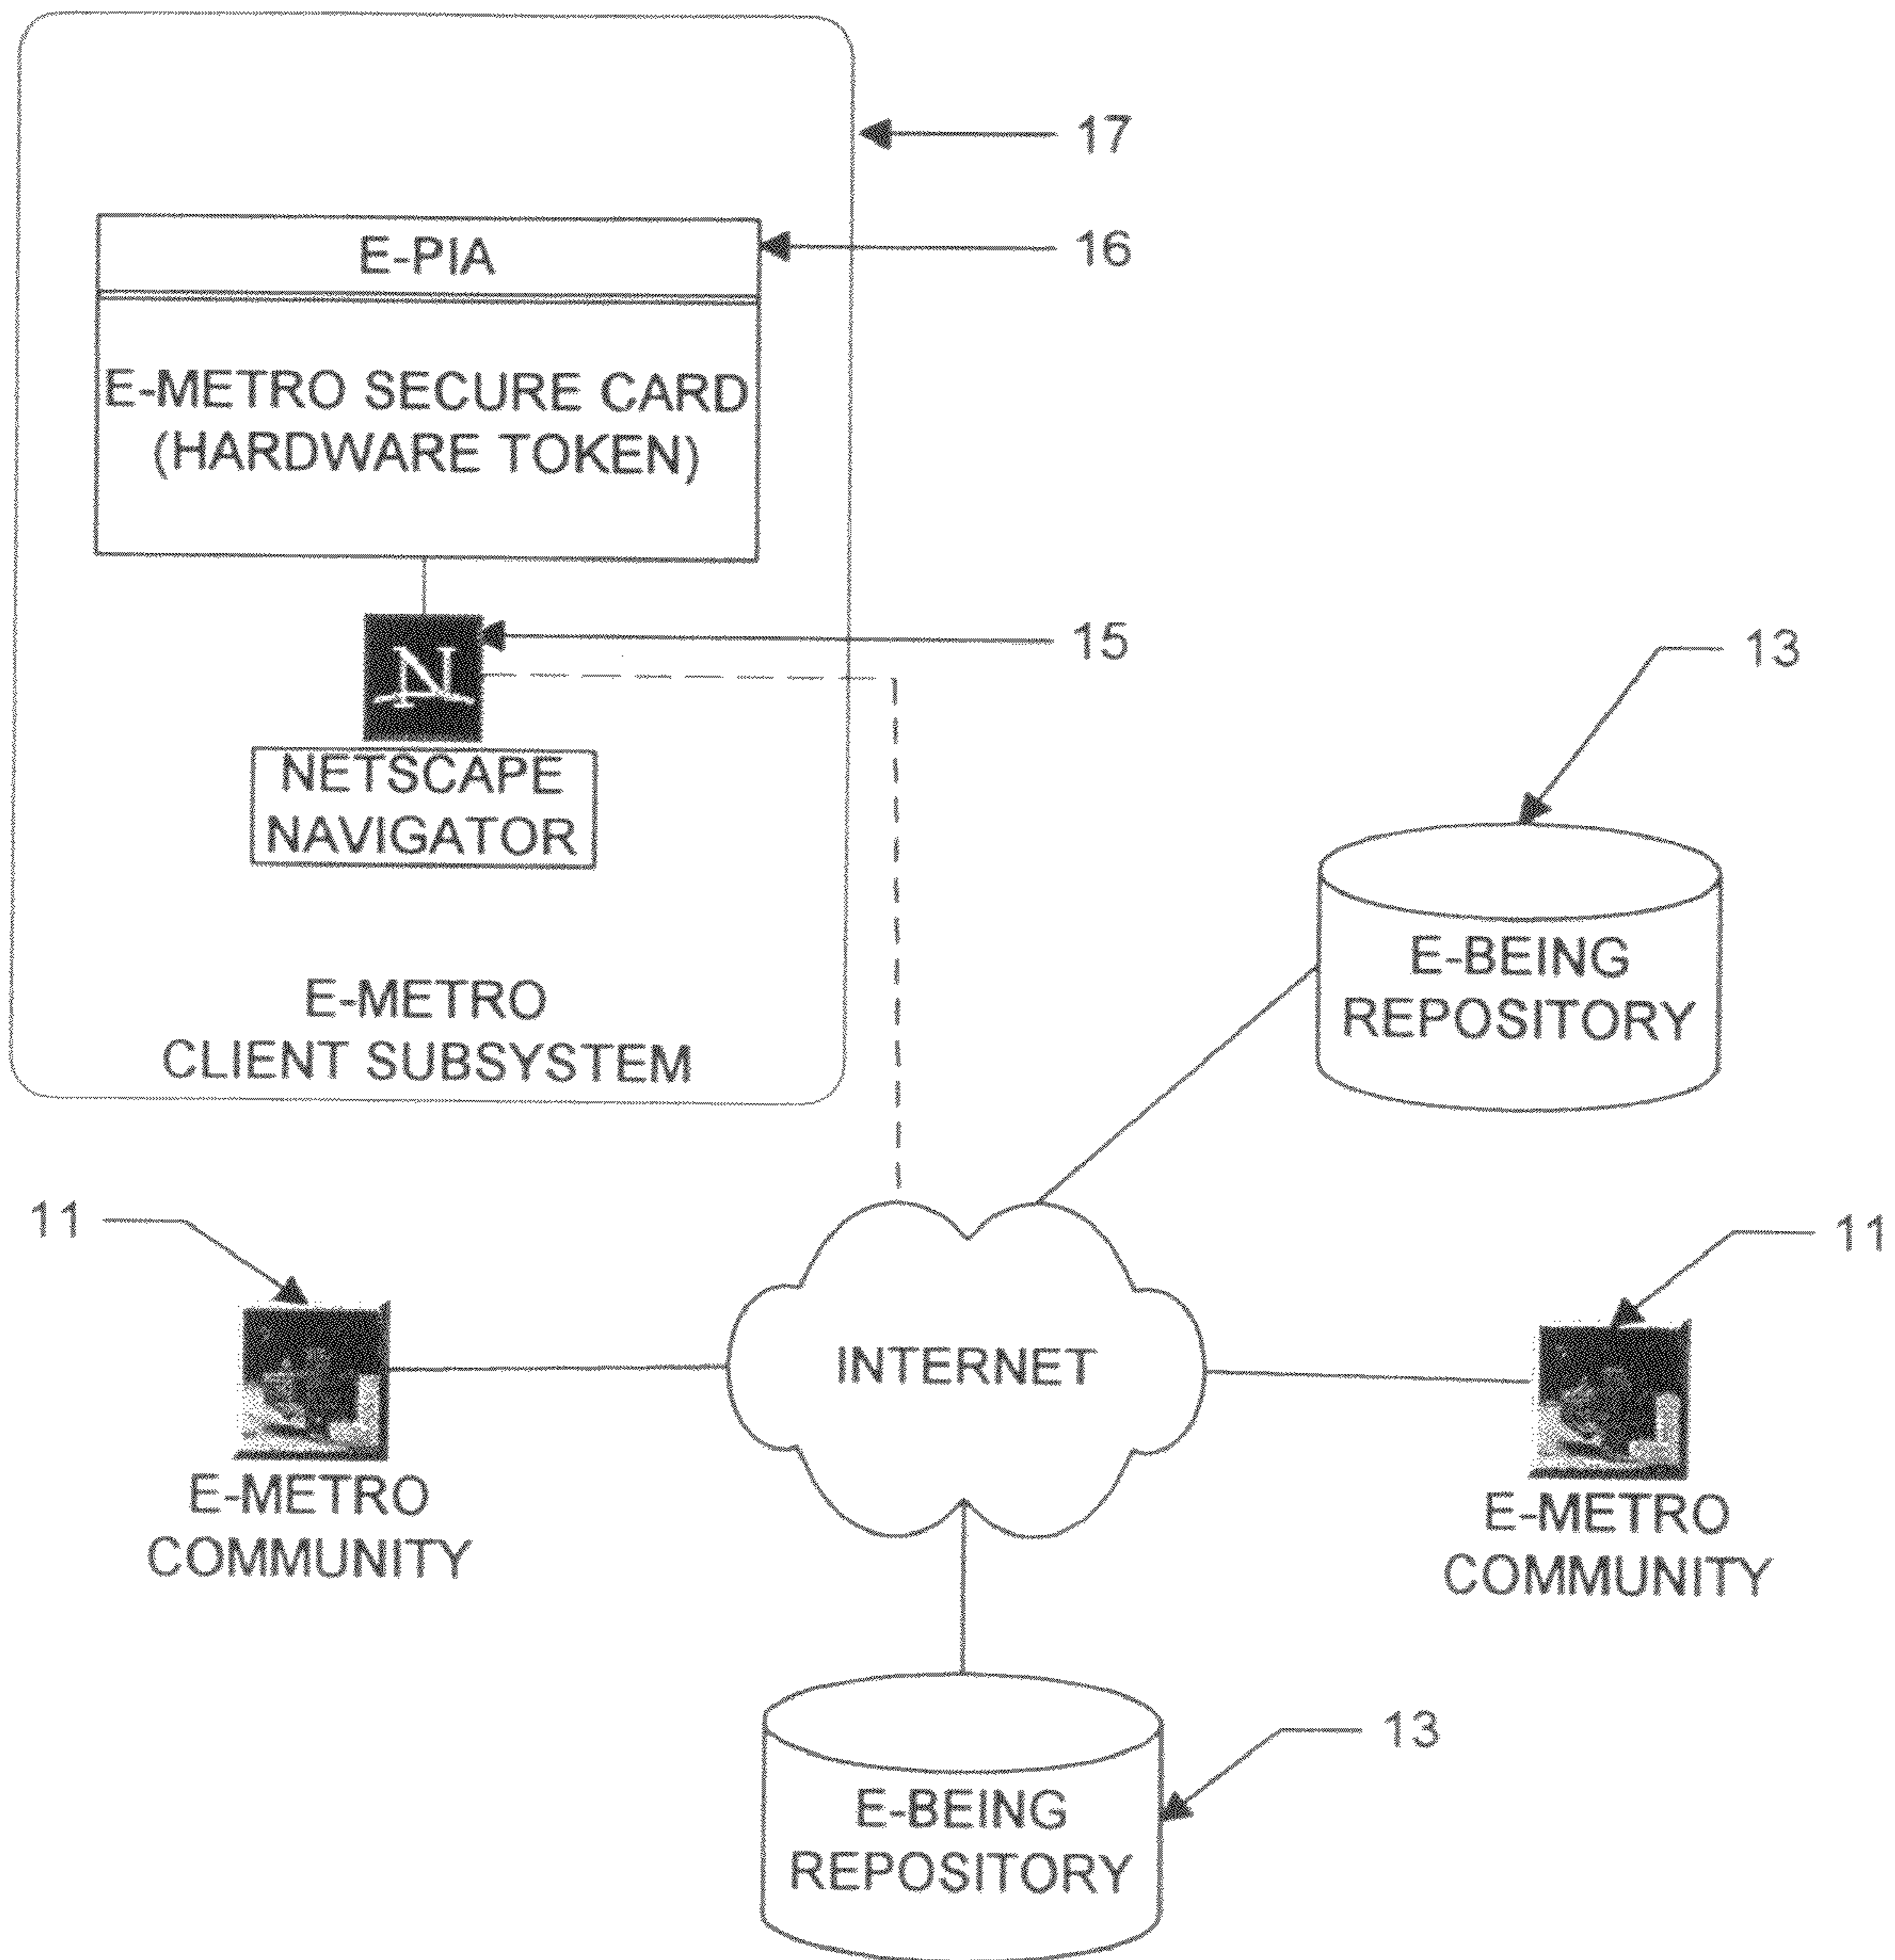 17
E-PIA
16
E-METRO SECURE CARD
(HARDWARE TOKEN)
N
15
NETSCAPE
NAVIGATOR
13
E-BEING
REPOSITORY
E-METRO
CLIENT SUBSYSTEM
11
11
INTERNET
E-METRO
COMMUNITY
E-METRO
COMMUNITY
13
E-BEING
REPOSITORY